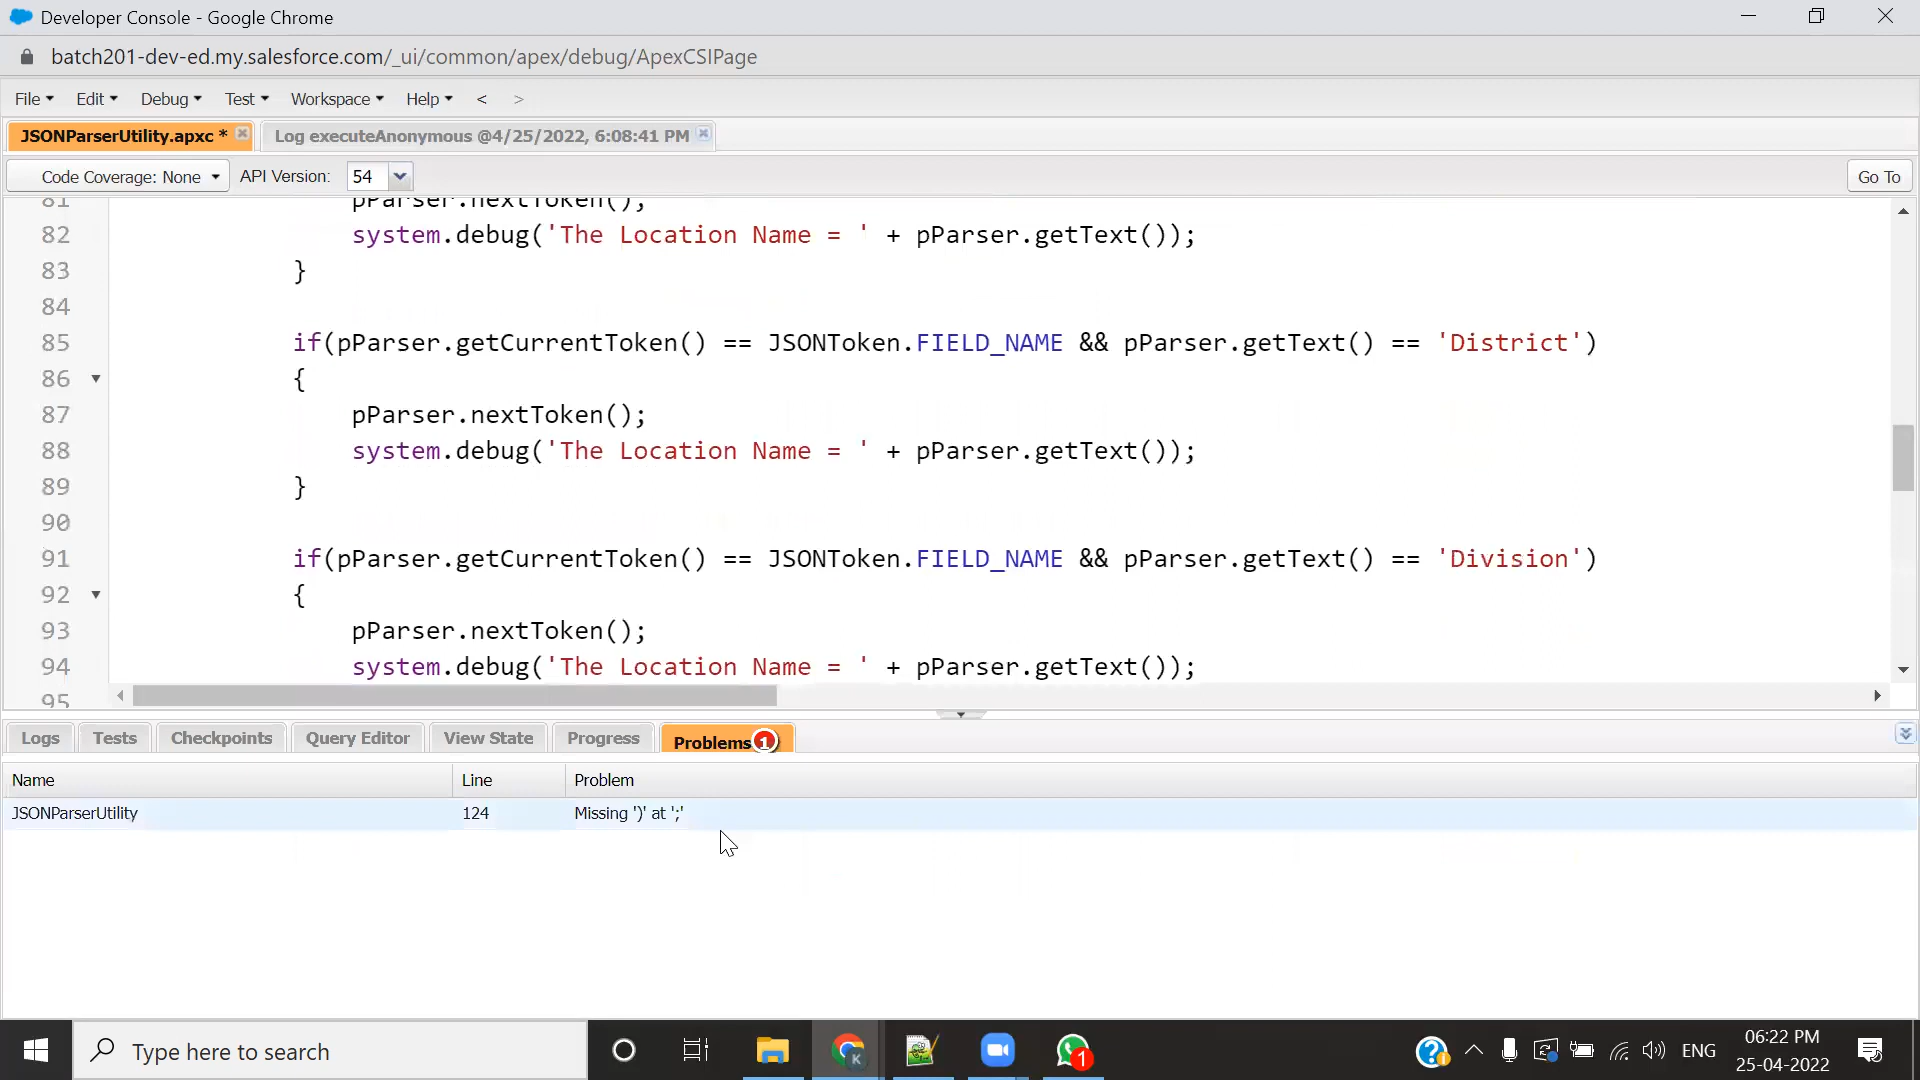 Developer Console - Google Chrome
batch201-dev-ed.my.salesforce.com/_ui/common/apex/debug/ApexCSIPage
File Edit Debug Test Workspace Help < >
JSONParserUtility.apxc * Log executeAnonymous @4/25/2022, 6:08:41 PM
Code Coverage: None API Version: 54 Go To
81 pParser.nextToken();
82 system.debug('The Location Name = ' + pParser.getText());
83 }
84
85 if(pParser.getCurrentToken() == JSONToken.FIELD_NAME && pParser.getText() == 'District')
86 {
87 pParser.nextToken();
88 system.debug('The Location Name = ' + pParser.getText());
89 }
90
91 if(pParser.getCurrentToken() == JSONToken.FIELD_NAME && pParser.getText() == 'Division')
92 {
93 pParser.nextToken();
94 system.debug('The Location Name = ' + pParser.getText());
95
Logs Tests Checkpoints Query Editor View State Progress Problems 1
Name Line Problem
JSONParserUtility 124 Missing ')' at ';'
Type here to search K 1 ENG 06:22 PM
25-04-2022